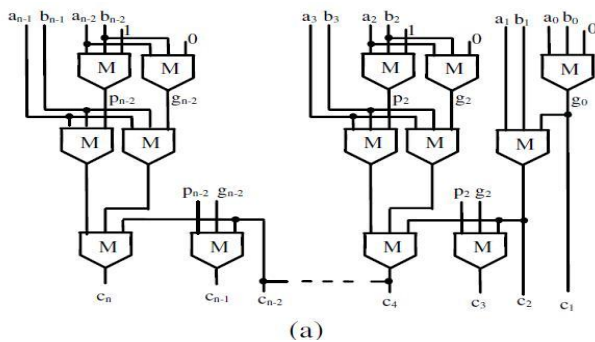 aₙ₋₁ bₙ₋₁ aₙ₋₂ bₙ₋₂ a₃ b₃ a₂ b₂ a₁ b₁ a₀ b₀
1 0 1 0 0
M M M M M
pₙ₋₂ gₙ₋₂ p₂ g₂ g₀
M M M M M
pₙ₋₂ gₙ₋₂ p₂ g₂
M M M M
cₙ cₙ₋₁ cₙ₋₂ c₄ c₃ c₂ c₁
(a)